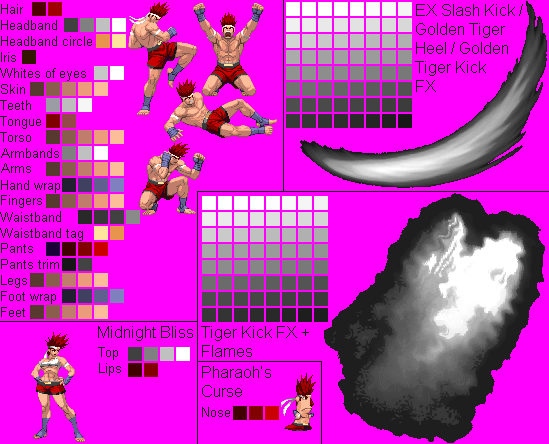 Hair
Headband
Headband circle
Iris
Whites of eyes
Skin
Teeth
Tongue
Torso
Armbands
Arms
Hand wrap
Fingers
Waistband
Waistband tag
Pants
Pants trim
Legs
Foot wrap
Feet
EX Slash Kick /
Golden Tiger
Heel / Golden
Tiger Kick
FX
Midnight Bliss
Top
Lips
Tiger Kick FX +
Flames
Pharaoh's
Curse
Nose